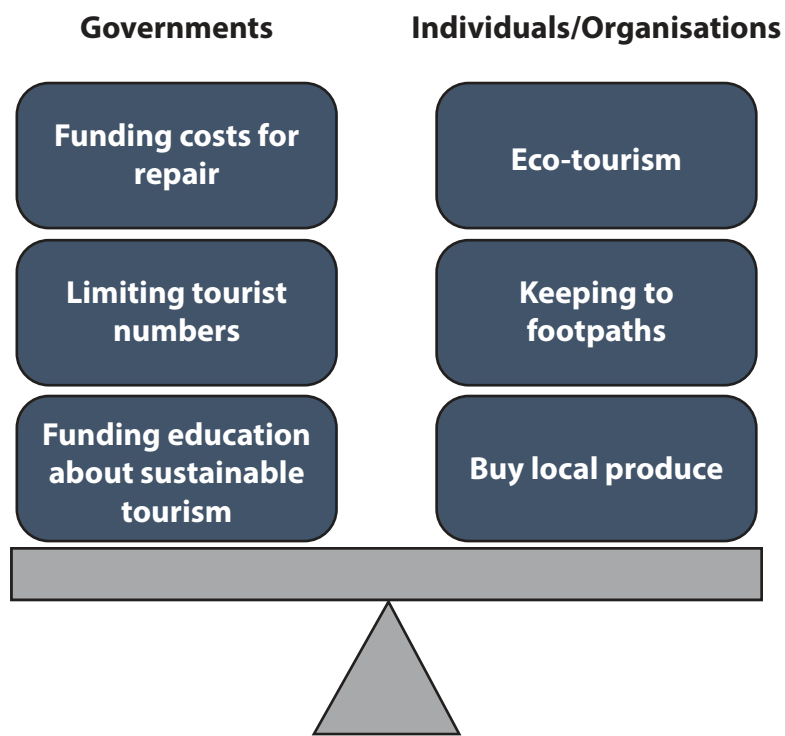 Governments
Individuals/Organisations
Funding costs for
repair
Eco-tourism
Limiting tourist
numbers
Keeping to
footpaths
Funding education
about sustainable
tourism
Buy local produce